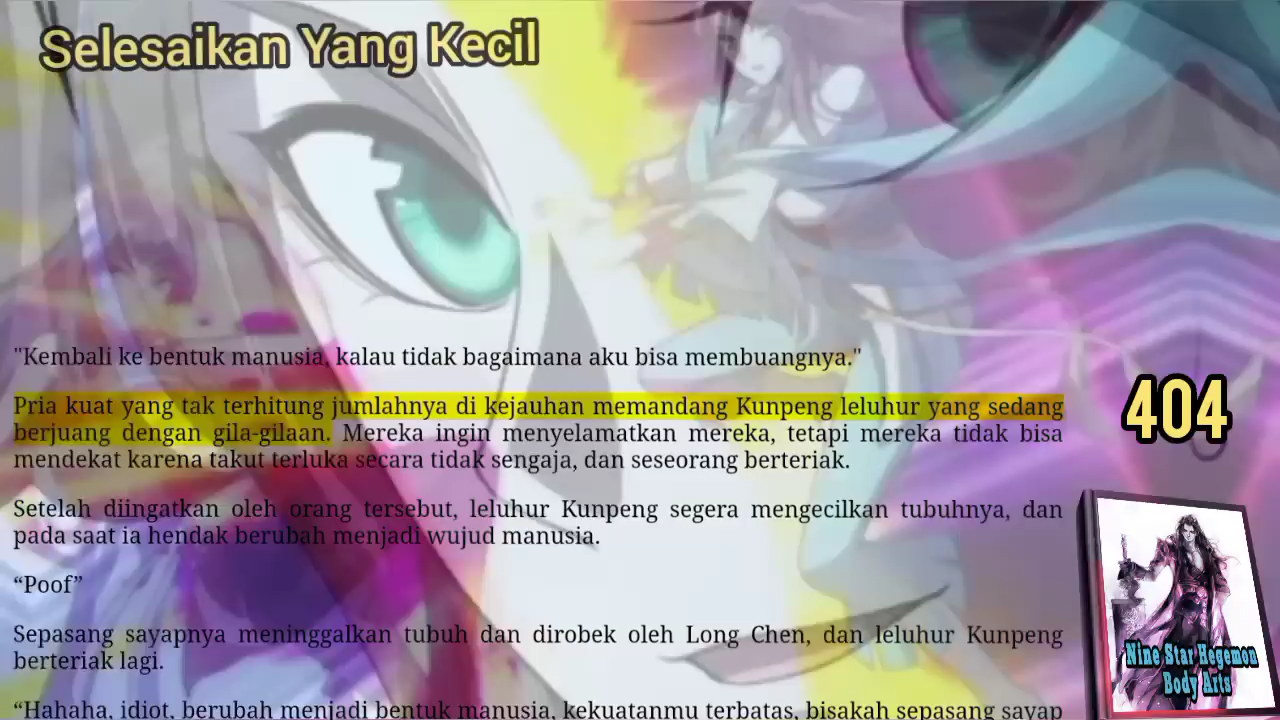 Selesaikan Yang Kecil
"Kembali ke bentuk manusia, kalau tidak bagaimana aku bisa membuangnya."
Pria kuat yang tak terhitung jumlahnya di kejauhan memandang Kunpeng leluhur yang sedang
berjuang dengan gila-gilaan. Mereka ingin menyelamatkan mereka, tetapi mereka tidak bisa
mendekat karena takut terluka secara tidak sengaja, dan seseorang berteriak.
404
Setelah diingatkan oleh orang tersebut, leluhur Kunpeng segera mengecilkan tubuhnya, dan
pada saat ia hendak berubah menjadi wujud manusia.
“Poof”
Sepasang sayapnya meninggalkan tubuh dan dirobek oleh Long Chen, dan leluhur Kunpeng
berteriak lagi.
“Hahaha, idiot, berubah menjadi bentuk manusia, kekuatanmu terbatas, bisakah sepasang sayap
Nine Star Hegemon
Body Arts